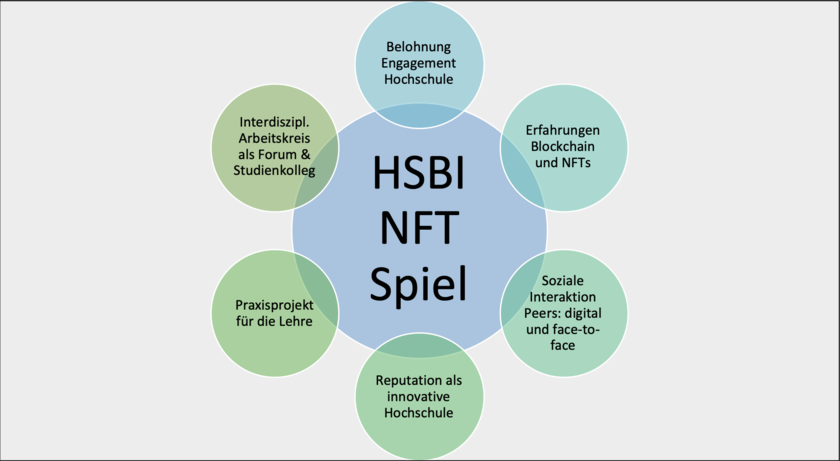 HSBI
NFT
Spiel
Belohnung
Engagement
Hochschule
Erfahrungen
Blockchain
und NFTs
Soziale
Interaktion
Peers: digital
und face-to-
face
Reputation als
innovative
Hochschule
Praxisprojekt
für die Lehre
Interdiszipl.
Arbeitskreis
als Forum &
Studienkolleg